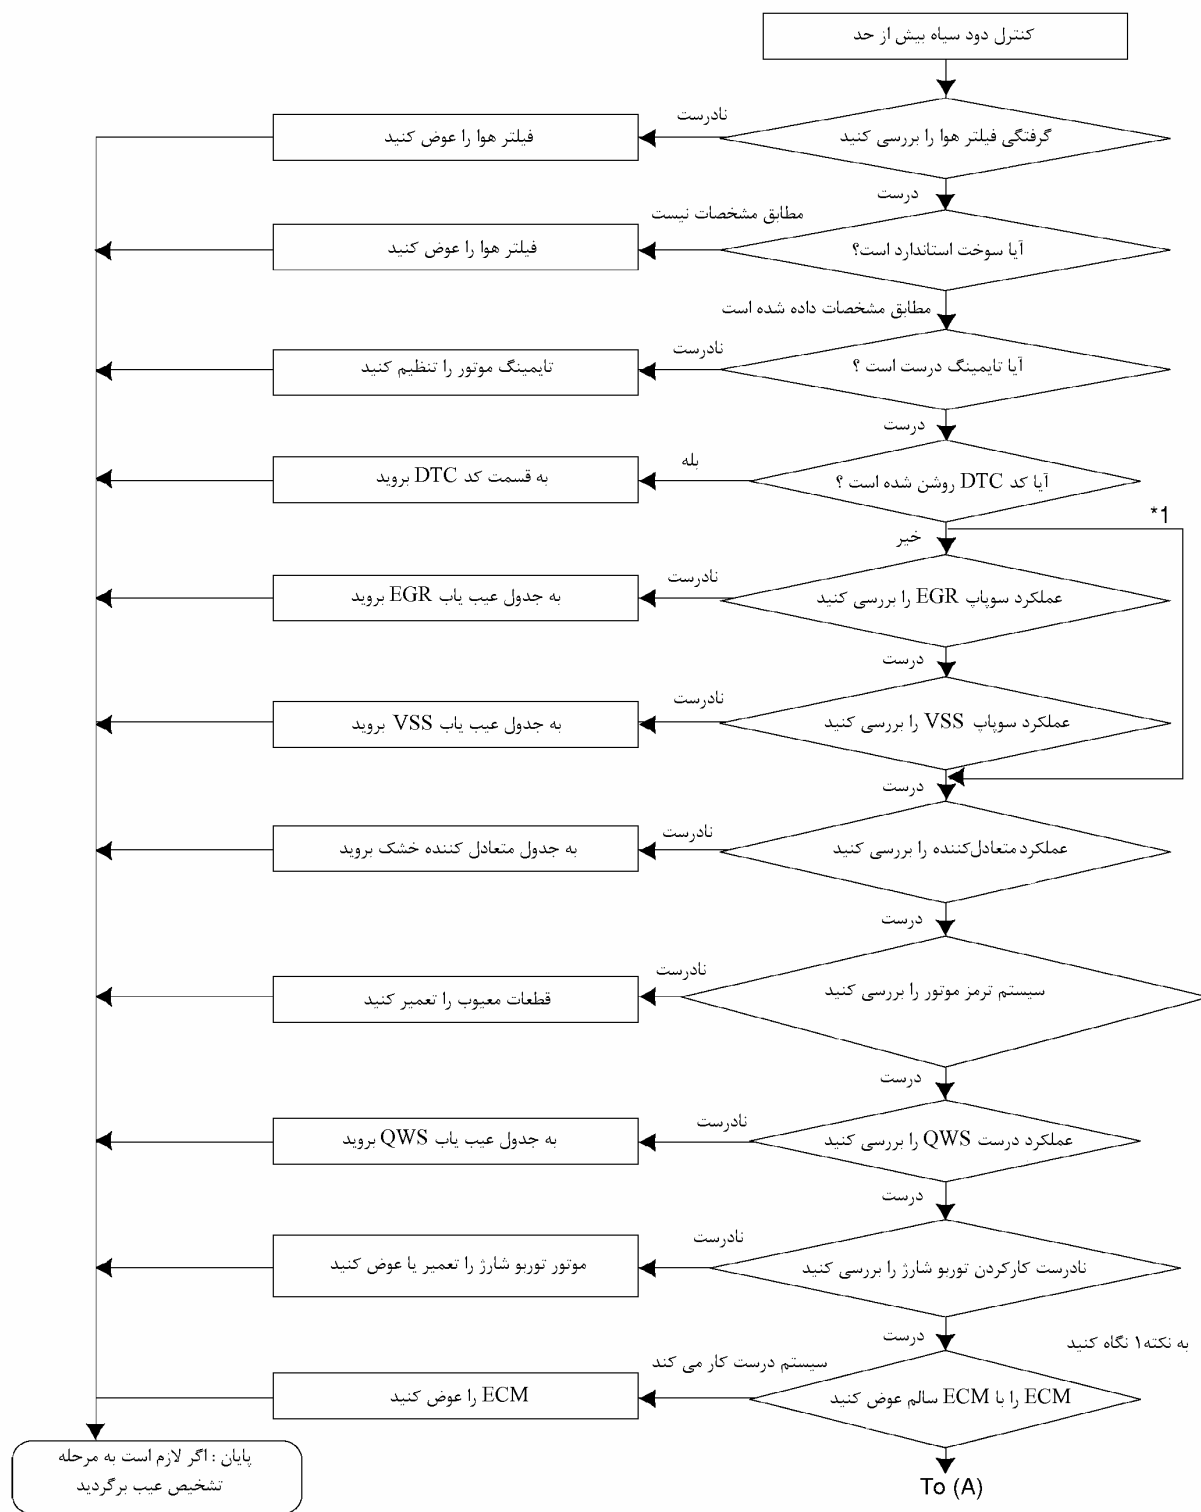 کنترل دود سیاه بیش از حد
گرفتگی فیلتر هوا را بررسی کنید
نادرست
فیلتر هوا را عوض کنید
درست
آیا سوخت استاندارد است؟
مطابق مشخصات نیست
فیلتر هوا را عوض کنید
مطابق مشخصات داده شده است
آیا تایمینگ درست است ؟
نادرست
تایمینگ موتور را تنظیم کنید
درست
آیا کد DTC روشن شده است ؟
بله
به قسمت کد DTC بروید
*1
خیر
عملکرد سوپاپ EGR را بررسی کنید
نادرست
به جدول عیب یاب EGR بروید
درست
عملکرد سوپاپ VSS را بررسی کنید
نادرست
به جدول عیب یاب VSS بروید
درست
عملکرد متعادل‌کننده را بررسی کنید
نادرست
به جدول متعادل کننده خشک بروید
درست
سیستم ترمز موتور را بررسی کنید
نادرست
قطعات معیوب را تعمیر کنید
درست
عملکرد درست QWS را بررسی کنید
نادرست
به جدول عیب یاب QWS بروید
درست
نادرست کارکردن توربو شارژ را بررسی کنید
نادرست
موتور توربو شارژ را تعمیر یا عوض کنید
درست
به نکته۱ نگاه کنید
ECM را با ECM سالم عوض کنید
سیستم درست کار می کند
ECM را عوض کنید
To (A)
پایان : اگر لازم است به مرحله
تشخیص عیب برگردید